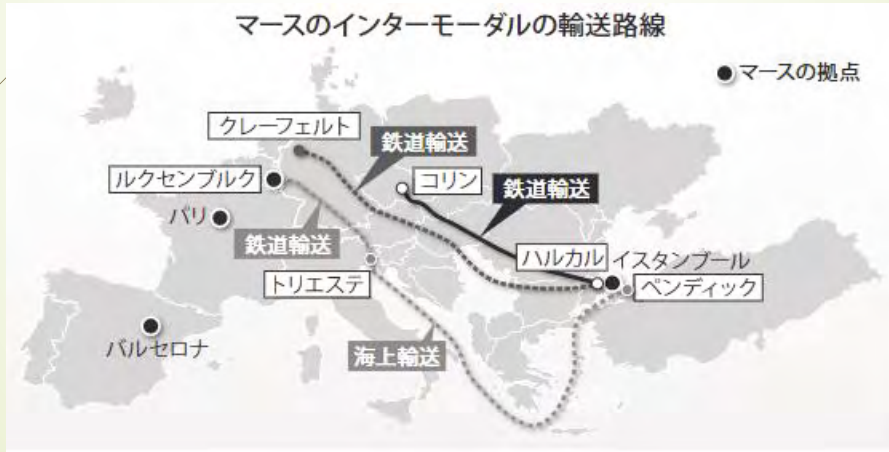 マースのインターモーダルの輸送路線
●マースの拠点
クレーフェルト
鉄道輸送
ルクセンブルク
コリン
鉄道輸送
パリ
鉄道輸送
ハルカル
イスタンブール
トリエステ
ペンディック
バルセロナ
海上輸送